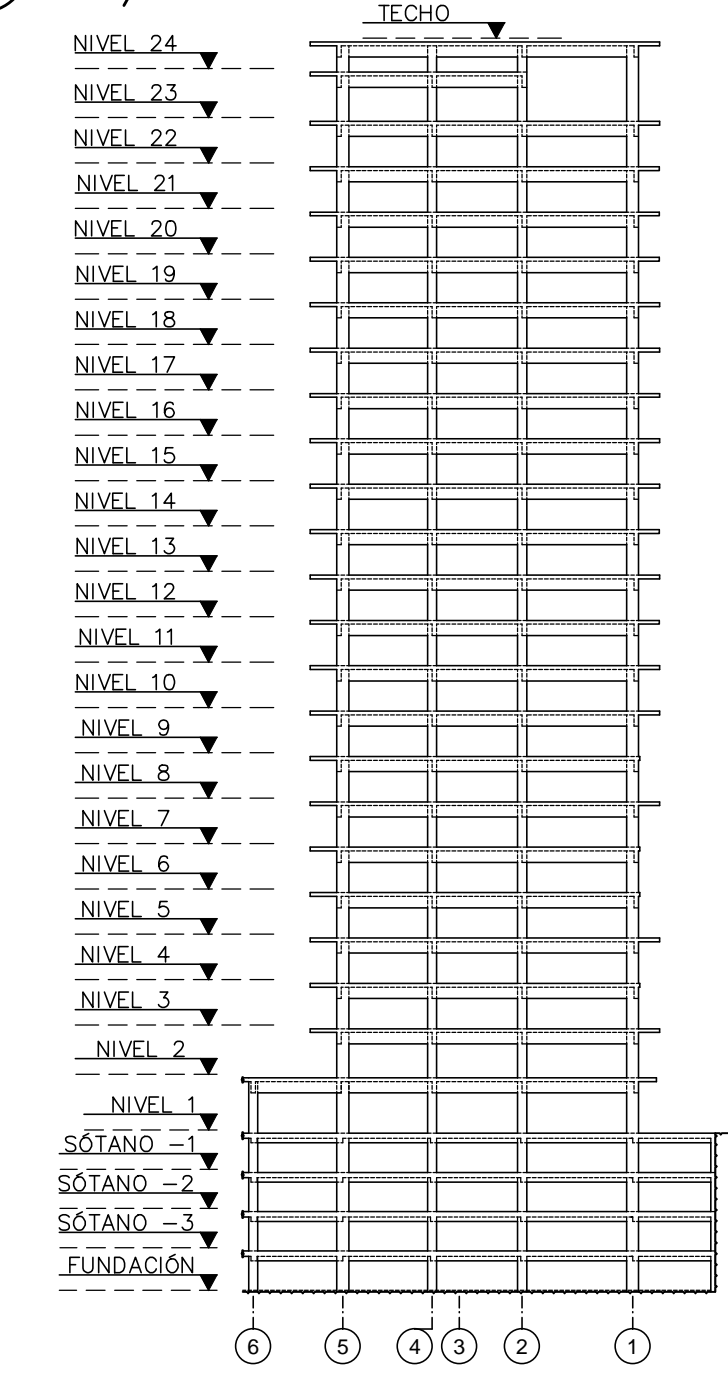 TECHO
NIVEL 24
NIVEL 23
NIVEL 22
NIVEL 21
NIVEL 20
NIVEL 19
NIVEL 18
NIVEL 17
NIVEL 16
NIVEL 15
NIVEL 14
NIVEL 13
NIVEL 12
NIVEL 11
NIVEL 10
NIVEL 9
NIVEL 8
NIVEL 7
NIVEL 6
NIVEL 5
NIVEL 4
NIVEL 3
NIVEL 2
NIVEL 1
SÓTANO -1
SÓTANO -2
SÓTANO -3
FUNDACIÓN
6 5 4 3 2 1